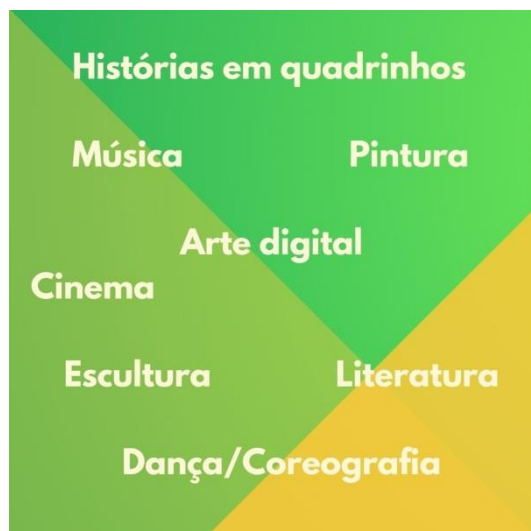 Histórias em quadrinhos
Música
Pintura
Arte digital
Cinema
Escultura
Literatura
Dança/Coreografia